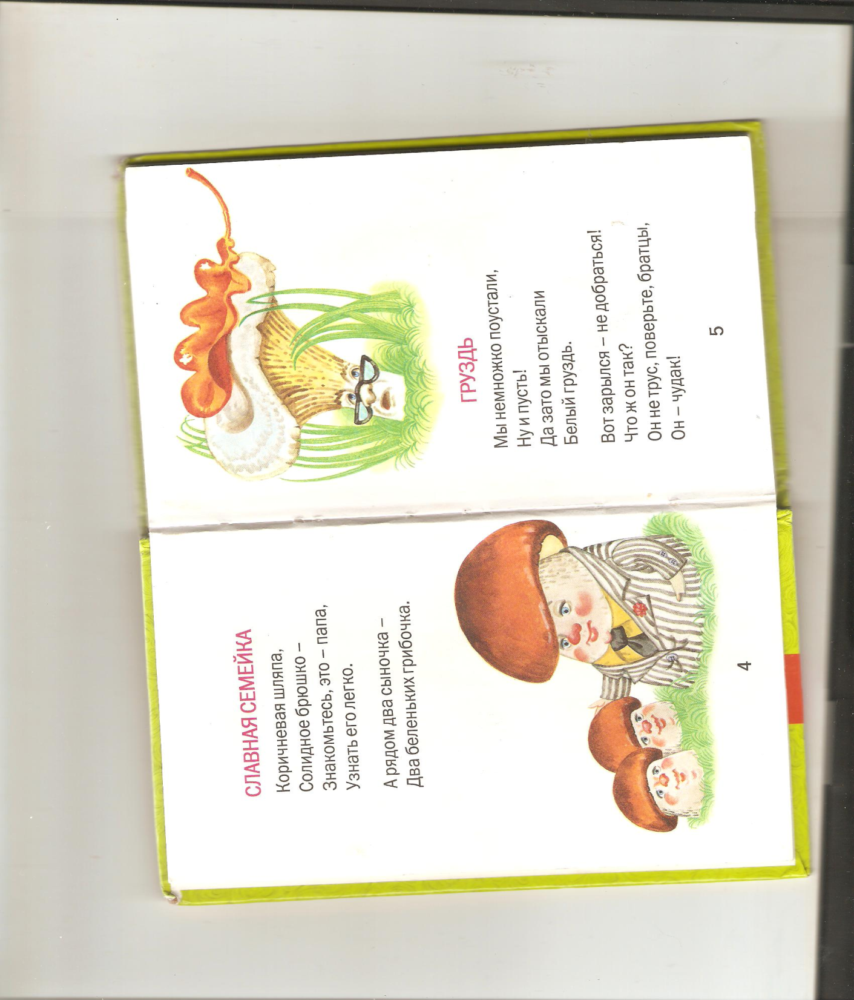 СЛАВНАЯ СЕМЕЙКА
Коричневая шляпа,
Солидное брюшко –
Знакомьтесь, это – папа,
Узнать его легко.
А рядом два сыночка –
Два беленьких грибочка.
4
ГРУЗДЬ
Мы немножко поустали,
Ну и пусть!
Да зато мы отыскали
Белый груздь.
Вот зарылся – не добраться!
Что ж он так?
Он не трус, поверьте, братцы,
Он – чудак!
5